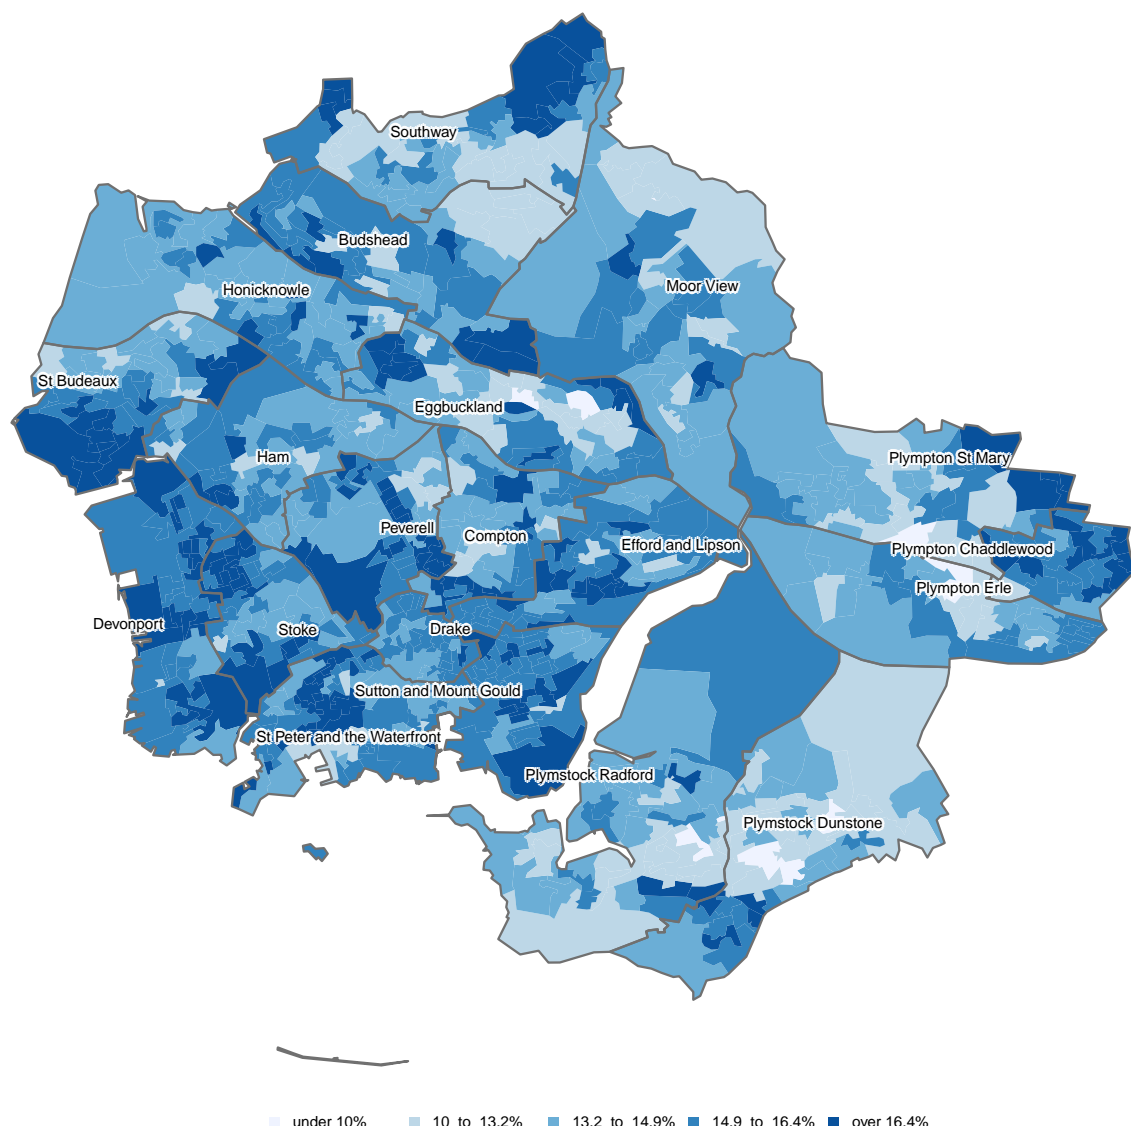 Southway
Budshead
Honicknowle
Moor View
St Budeaux
Eggbuckland
Ham
Plympton St Mary
Peverell
Compton
Efford and Lipson
Plympton Chaddlewood
Plympton Erle
Devonport
Stoke
Drake
Sutton and Mount Gould
St Peter and the Waterfront
Plymstock Radford
Plymstock Dunstone
under 10% 10 to 13.2% 13.2 to 14.9% 14.9 to 16.4% over 16.4%